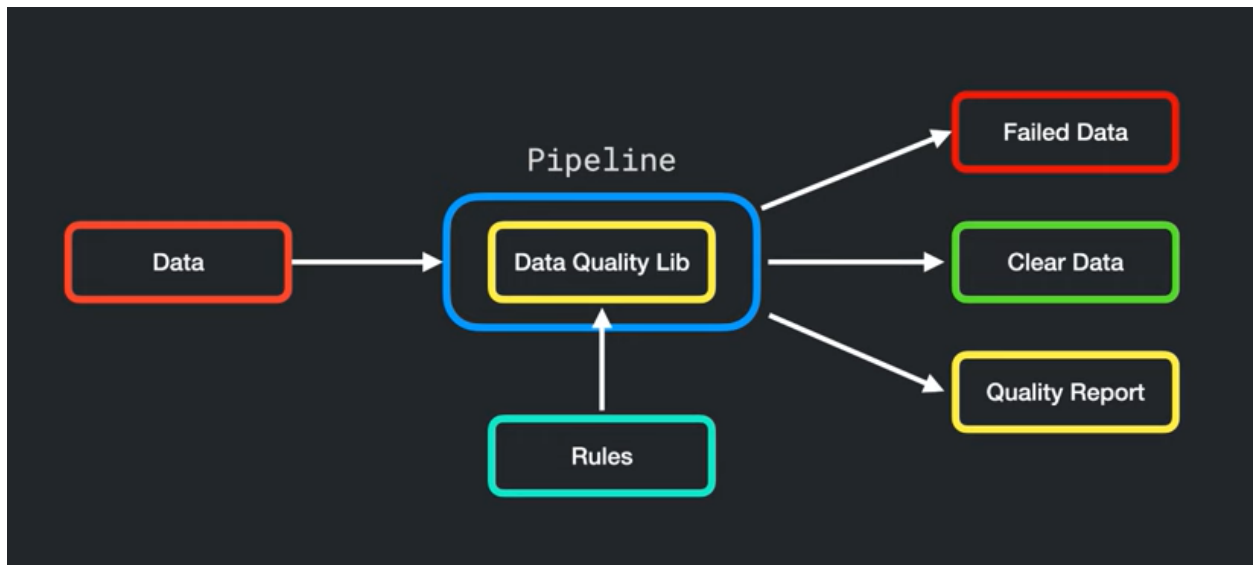 Pipeline
Data
Data Quality Lib
Rules
Failed Data
Clear Data
Quality Report